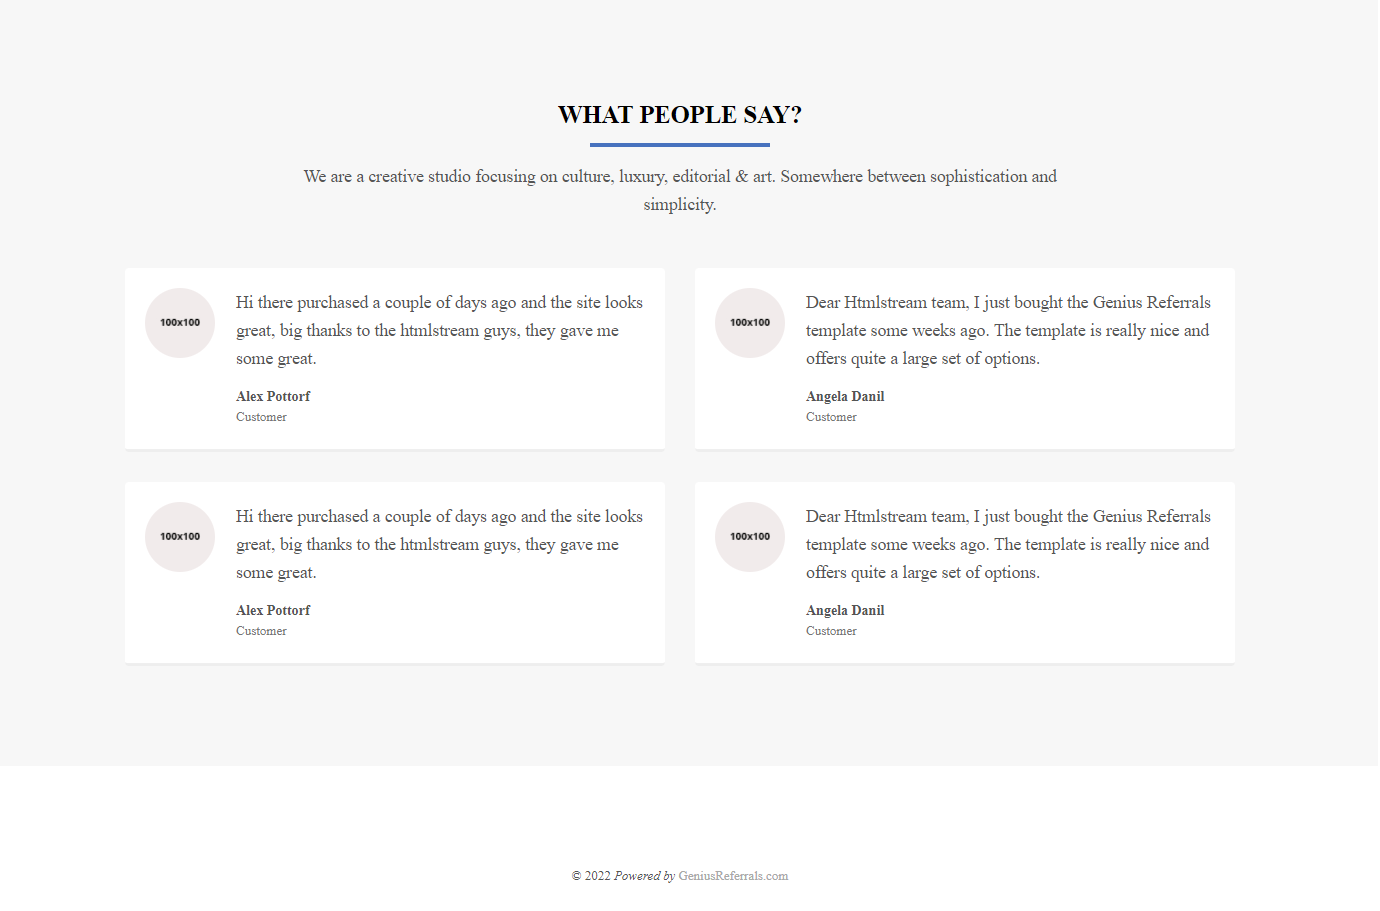 WHAT PEOPLE SAY?
We are a creative studio focusing on culture, luxury, editorial & art. Somewhere between sophistication and
simplicity.
100x100
Hi there purchased a couple of days ago and the site looks
great, big thanks to the htmlstream guys, they gave me
some great.
Alex Pottorf
Customer
100x100
Dear Htmlstream team, I just bought the Genius Referrals
template some weeks ago. The template is really nice and
offers quite a large set of options.
Angela Danil
Customer
100x100
Hi there purchased a couple of days ago and the site looks
great, big thanks to the htmlstream guys, they gave me
some great.
Alex Pottorf
Customer
100x100
Dear Htmlstream team, I just bought the Genius Referrals
template some weeks ago. The template is really nice and
offers quite a large set of options.
Angela Danil
Customer
© 2022 Powered by GeniusReferrals.com